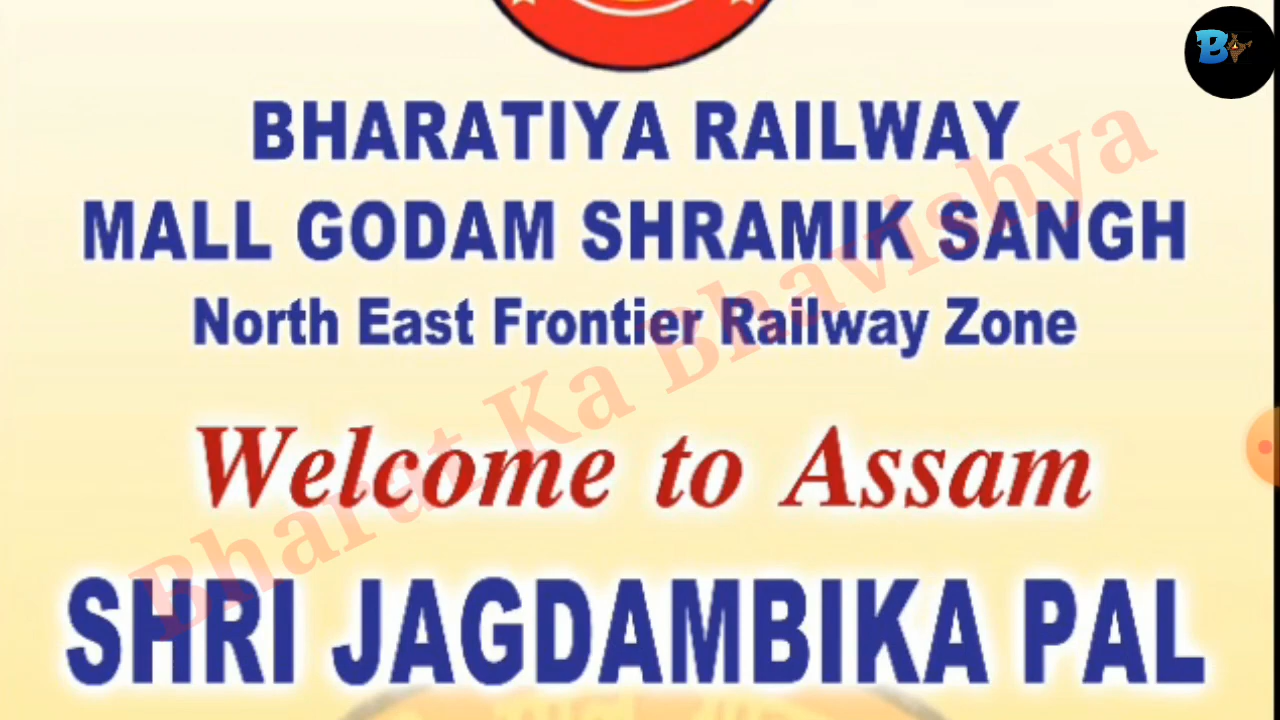 BHARATIYA RAILWAY
MALL GODAM SHRAMIK SANGH
North East Frontier Railway Zone
Welcome to Assam
SHRI JAGDAMBIKA PAL
Bharat Ka Bhavishya
B